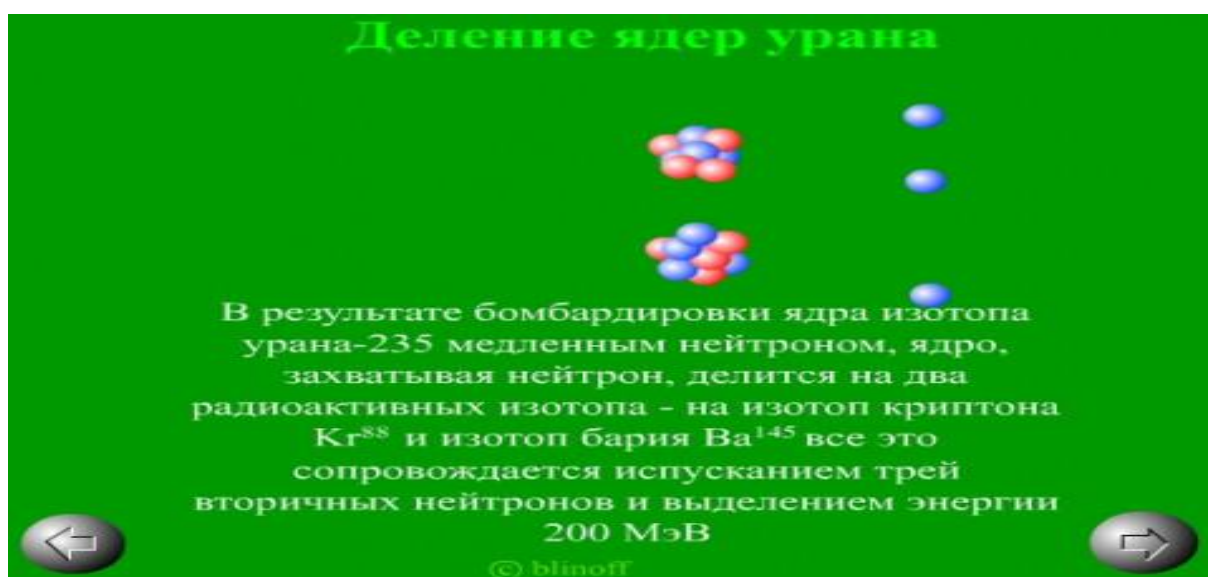 Деление ядер урана
В результате бомбардировки ядра изотопа
урана-235 медленным нейтроном, ядро,
захватывая нейтрон, делится на два
радиоактивных изотопа - на изотоп криптона
Kr⁸⁸ и изотоп бария Ba¹⁴⁵ все это
сопровождается испусканием трей
вторичных нейтронов и выделением энергии
200 МэВ
© blinoff